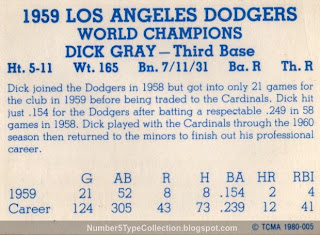 1959 LOS ANGELES DODGERS
WORLD CHAMPIONS
DICK GRAY — Third Base
Ht. 5-11 Wt. 165 Bn. 7/11/31 Ba. R Th. R
Dick joined the Dodgers in 1958 but got into only 21 games for
the club in 1959 before being traded to the Cardinals. Dick hit
just .154 for the Dodgers after batting a respectable .249 in 58
games in 1958. Dick played with the Cardinals through the 1960
season then returned to the minors to finish out his professional
career.
G AB R H BA HR RBI
1959 21 52 8 8 .154 2 4
Career 124 305 43 73 .239 12 41
Number5TypeCollection.blogspot.com
© TCMA 1980-005